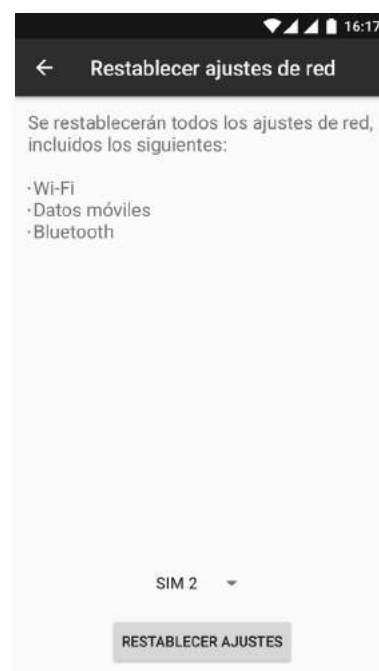 16:17
Restablecer ajustes de red
Se restablecerán todos los ajustes de red,
incluidos los siguientes:
·Wi-Fi
·Datos móviles
·Bluetooth
SIM 2
RESTABLECER AJUSTES